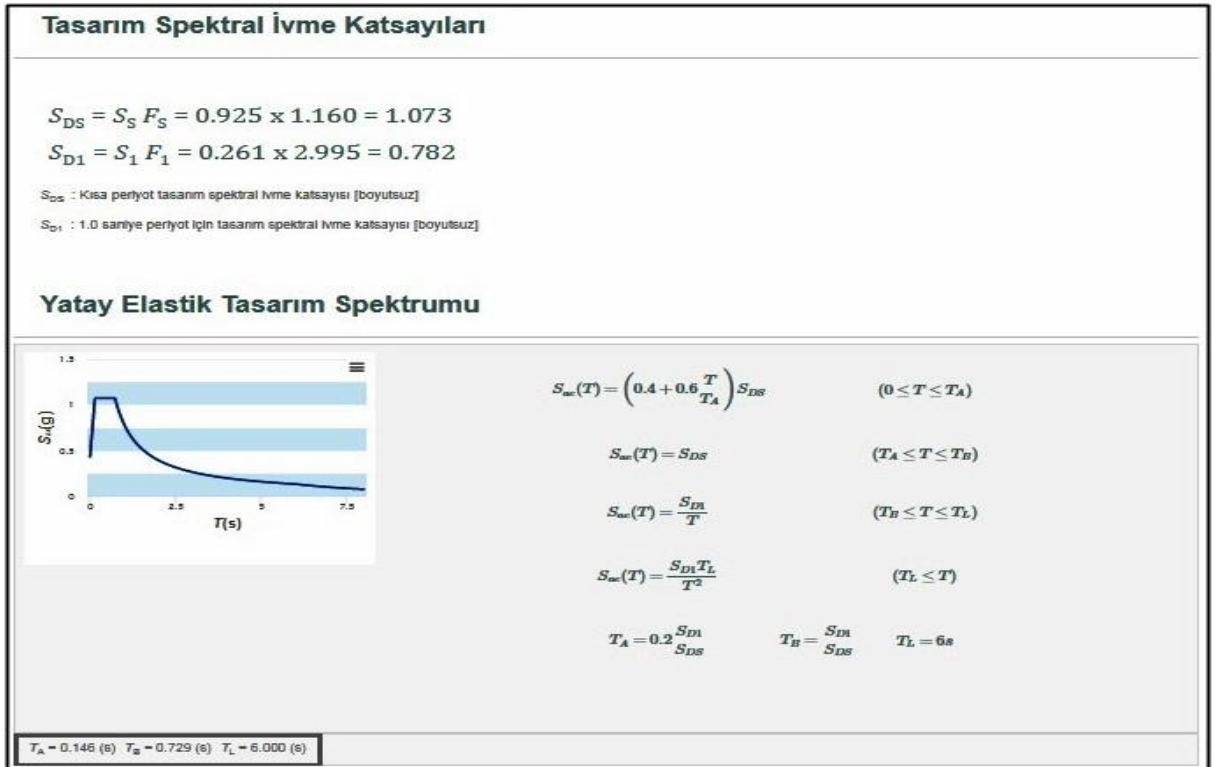 Tasarım Spektral İvme Katsayıları
S_DS = S_S F_S = 0.925 x 1.160 = 1.073
S_D1 = S_1 F_1 = 0.261 x 2.995 = 0.782
S_DS : Kısa periyot tasarım spektral ivme katsayısı [boyutsuz]
S_D1 : 1.0 saniye periyot için tasarım spektral ivme katsayısı [boyutsuz]
Yatay Elastik Tasarım Spektrumu
1.5
1
0.5
0
S_a(g)
0 2.5 5 7.5
T(s)
S_ae(T) = (0.4 + 0.6 T/T_A) S_DS (0 ≤ T ≤ T_A)
S_ae(T) = S_DS (T_A ≤ T ≤ T_B)
S_ae(T) = S_D1/T (T_B ≤ T ≤ T_L)
S_ae(T) = S_D1 T_L/T² (T_L ≤ T)
T_A = 0.2 S_D1/S_DS T_B = S_D1/S_DS T_L = 6s
T_A = 0.146 (s) T_B = 0.729 (s) T_L = 6.000 (s)